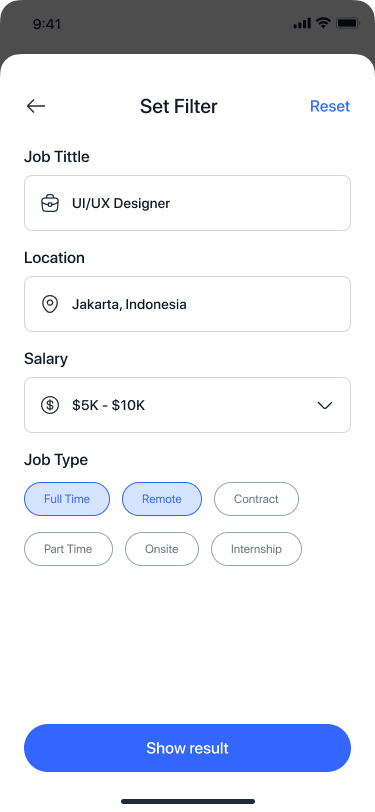 9:41
Set Filter
Reset
Job Tittle
UI/UX Designer
Location
Jakarta, Indonesia
Salary
$5K - $10K
Job Type
Full Time
Remote
Contract
Part Time
Onsite
Internship
Show result